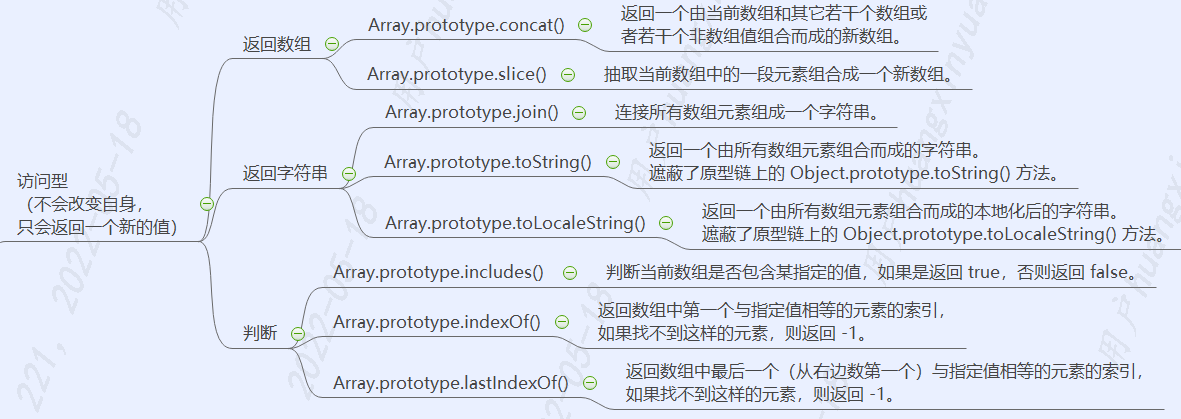 访问型
（不会改变自身，
只会返回一个新的值）
返回数组
Array.prototype.concat()
返回一个由当前数组和其它若干个数组或
者若干个非数组值组合而成的新数组。
Array.prototype.slice()
抽取当前数组中的一段元素组合成一个新数组。
返回字符串
Array.prototype.join()
连接所有数组元素组成一个字符串。
Array.prototype.toString()
返回一个由所有数组元素组合而成的字符串。
遮蔽了原型链上的 Object.prototype.toString() 方法。
Array.prototype.toLocaleString()
返回一个由所有数组元素组合而成的本地化后的字符串。
遮蔽了原型链上的 Object.prototype.toLocaleString() 方法。
判断
Array.prototype.includes()
判断当前数组是否包含某指定的值，如果是返回 true，否则返回 false。
Array.prototype.indexOf()
返回数组中第一个与指定值相等的元素的索引，
如果找不到这样的元素，则返回 -1。
Array.prototype.lastIndexOf()
返回数组中最后一个（从右边数第一个）与指定值相等的元素的索引，
如果找不到这样的元素，则返回 -1。
221，2022-05-18
2022-05-18